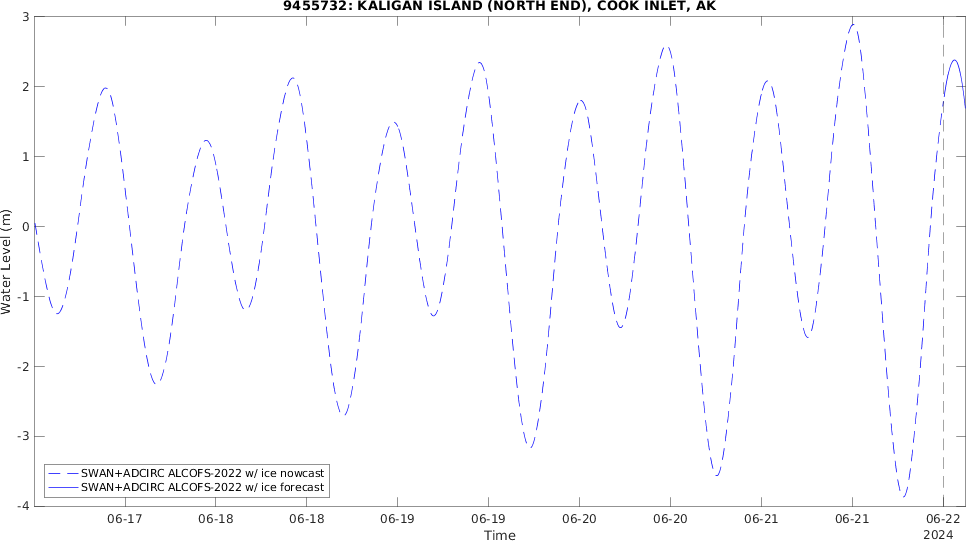 9455732: KALIGAN ISLAND (NORTH END), COOK INLET, AK
3
2
1
0
-1
-2
-3
-4
Water Level (m)
SWAN+ADCIRC ALCOFS-2022 w/ ice nowcast
SWAN+ADCIRC ALCOFS-2022 w/ ice forecast
06-17 06-18 06-18 06-19 06-19 06-20 06-20 06-21 06-21 06-22
2024
Time